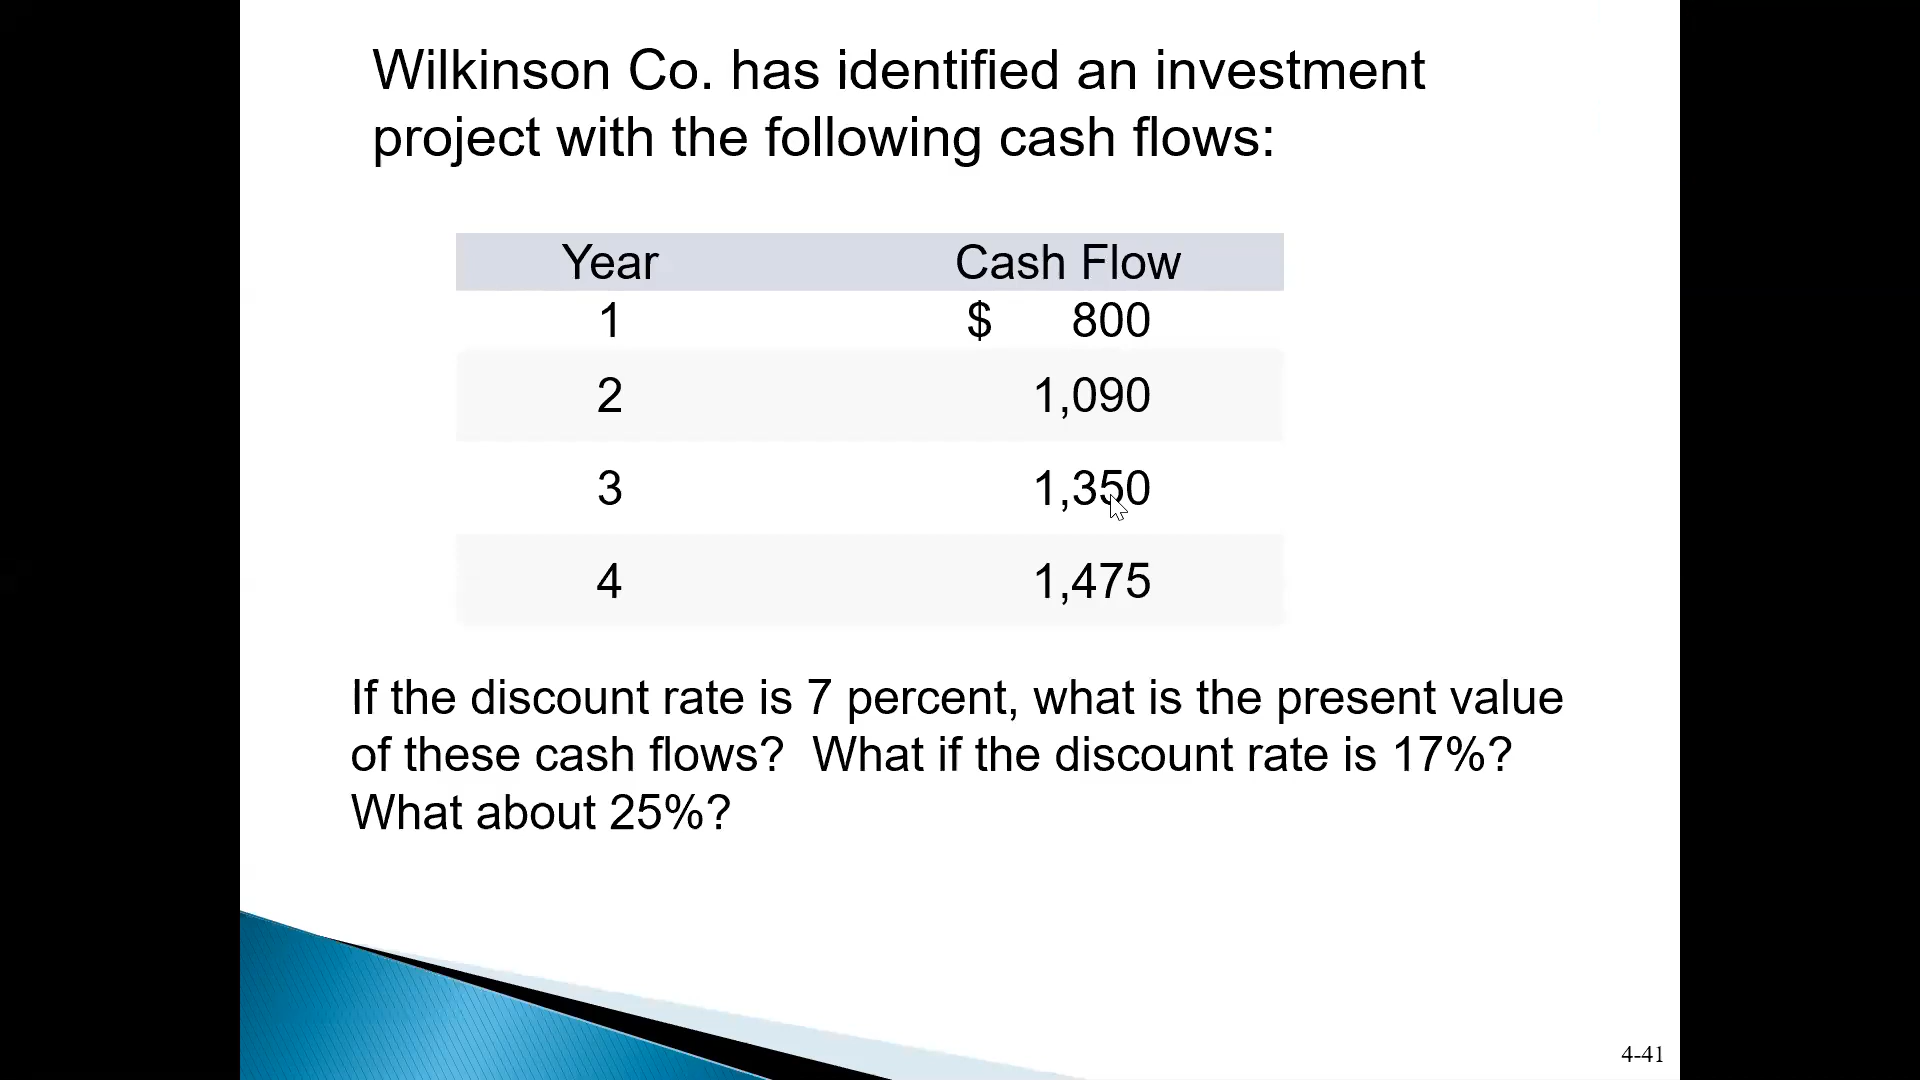 Wilkinson Co. has identified an investment
project with the following cash flows:
Year Cash Flow
1 $ 800
2 1,090
3 1,350
4 1,475
If the discount rate is 7 percent, what is the present value
of these cash flows? What if the discount rate is 17%?
What about 25%?
4-41